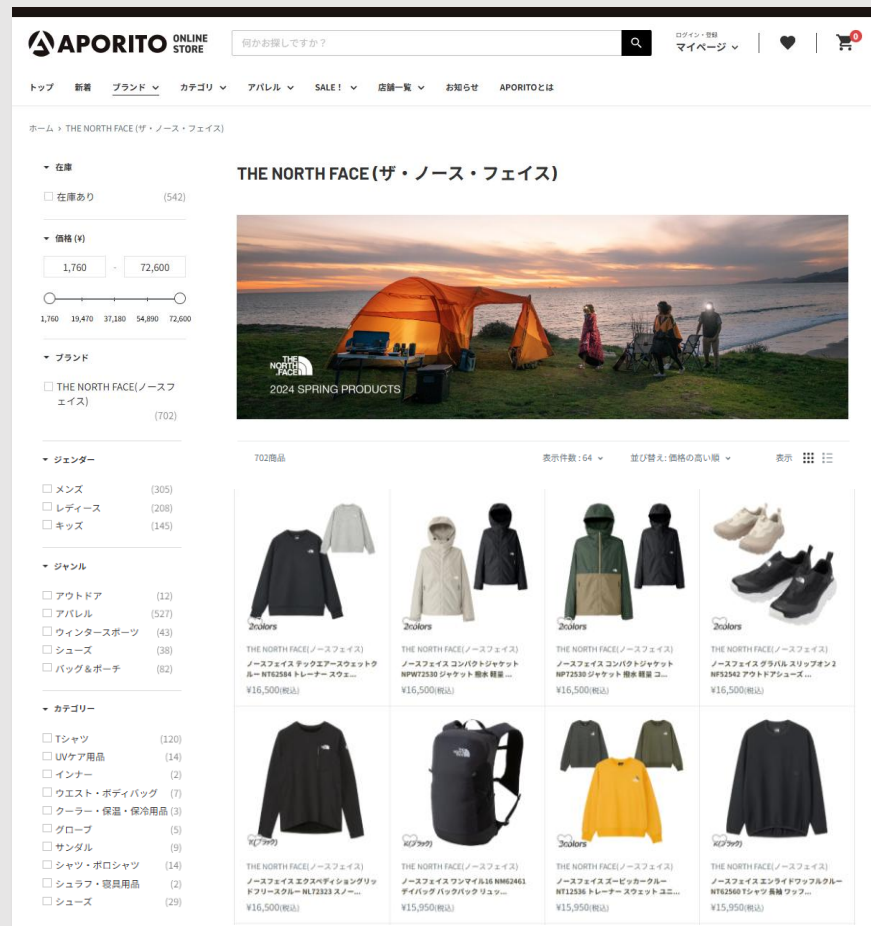 APORITO ONLINE STORE
何かお探しですか？
ログイン・登録
マイページ
0
トップ 新着 ブランド カテゴリ アパレル SALE！ 店舗一覧 お知らせ APORITOとは
ホーム › THE NORTH FACE (ザ・ノース・フェイス)
在庫
在庫あり (542)
価格 (¥)
1,760 - 72,600
1,760 19,470 37,180 54,890 72,600
ブランド
THE NORTH FACE(ノースフ
ェイス)
(702)
ジェンダー
メンズ (305)
レディース (208)
キッズ (145)
ジャンル
アウトドア (12)
アパレル (527)
ウィンタースポーツ (43)
シューズ (38)
バッグ＆ポーチ (82)
カテゴリー
Tシャツ (120)
UVケア用品 (14)
インナー (2)
ウエスト・ボディバッグ (7)
クーラー・保温・保冷用品 (3)
グローブ (5)
サンダル (9)
シャツ・ポロシャツ (14)
シュラフ・寝具用品 (2)
シューズ (29)
THE NORTH FACE (ザ・ノース・フェイス)
THE NORTH FACE
2024 SPRING PRODUCTS
702商品 表示件数 : 64 並び替え: 価格の高い順 表示
2colors
THE NORTH FACE(ノースフェイス)
ノースフェイス テックエアースウェットク
ルー NT62584 トレーナー スウェ...
¥16,500(税込)
2colors
THE NORTH FACE(ノースフェイス)
ノースフェイス コンパクトジャケット
NPW72530 ジャケット 撥水 軽量 ...
¥16,500(税込)
2colors
THE NORTH FACE(ノースフェイス)
ノースフェイス コンパクトジャケット
NP72530 ジャケット 撥水 軽量 コ...
¥16,500(税込)
2colors
THE NORTH FACE(ノースフェイス)
ノースフェイス グラバル スリップオン 2
NF52542 アウトドアシューズ ...
¥16,500(税込)
K(ブラック)
THE NORTH FACE(ノースフェイス)
ノースフェイス エクスペディショングリッ
ドフリースクルー NL72323 スノー...
¥16,500(税込)
K(ブラック)
THE NORTH FACE(ノースフェイス)
ノースフェイス ワンマイル16 NM62461
デイパック バックパック リュッ...
¥15,950(税込)
3colors
THE NORTH FACE(ノースフェイス)
ノースフェイス ズーピッカークルー
NT12536 トレーナー スウェット ユニ...
¥15,950(税込)
K(ブラック)
THE NORTH FACE(ノースフェイス)
ノースフェイス エンライドワッフルクルー
NT62560 Tシャツ 長袖 ワッフ...
¥15,950(税込)